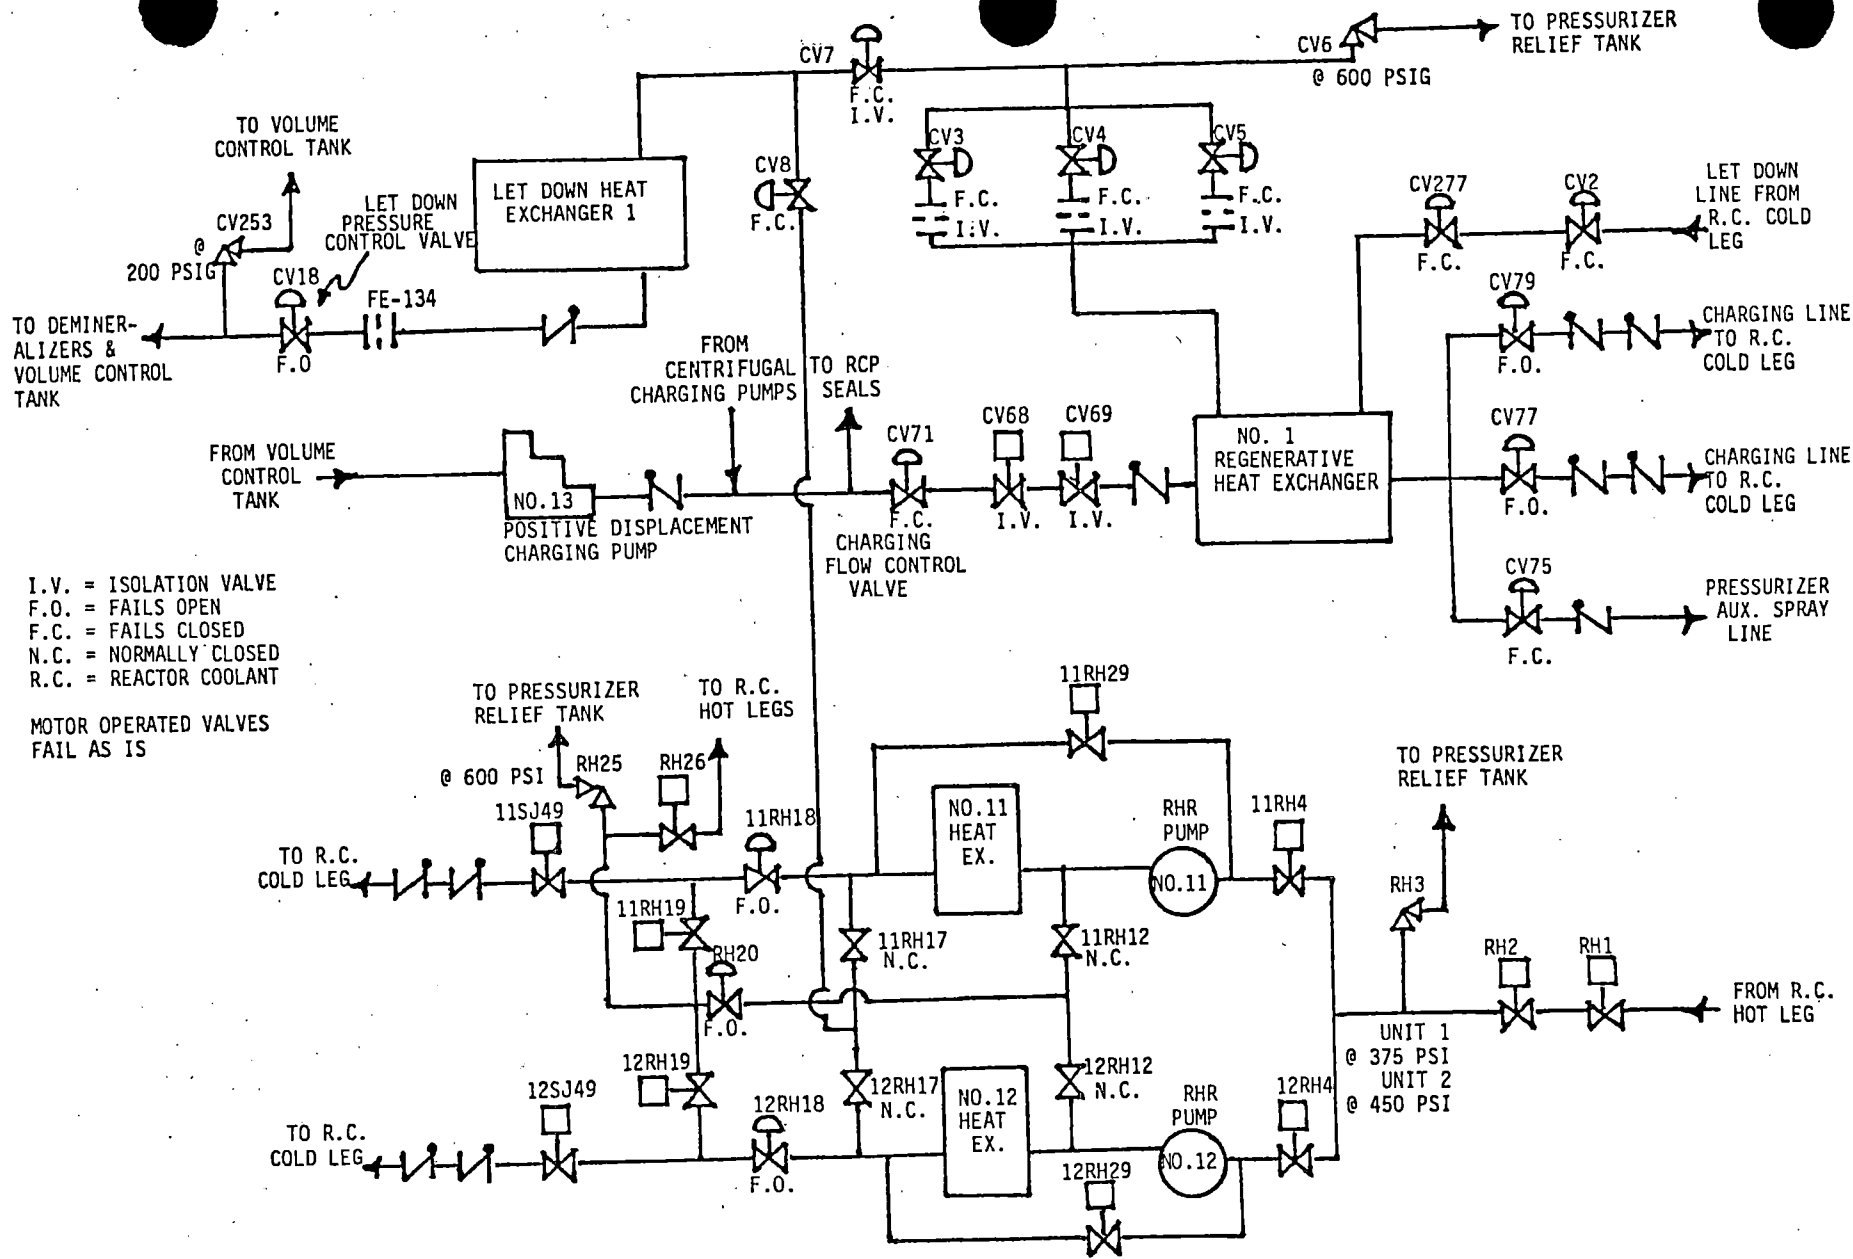 TO PRESSURIZER
RELIEF TANK
CV6
@ 600 PSIG
CV7
F.C.
I.V.
TO VOLUME
CONTROL TANK
CV253
@
200 PSIG
LET DOWN
PRESSURE
CONTROL VALVE
CV18
F.O
FE-134
TO DEMINER-
ALIZERS &
VOLUME CONTROL
TANK
LET DOWN HEAT
EXCHANGER 1
CV8
F.C.
CV3
F.C.
I.V.
CV4
F.C.
I.V.
CV5
F.C.
I.V.
CV277
F.C.
CV2
F.C.
LET DOWN
LINE FROM
R.C. COLD
LEG
CV79
F.O.
CHARGING LINE
TO R.C.
COLD LEG
FROM
CENTRIFUGAL
CHARGING PUMPS
TO RCP
SEALS
FROM VOLUME
CONTROL
TANK
NO.13
POSITIVE DISPLACEMENT
CHARGING PUMP
CV71
F.C.
CHARGING
FLOW CONTROL
VALVE
CV68
I.V.
CV69
I.V.
NO. 1
REGENERATIVE
HEAT EXCHANGER
CV77
F.O.
CHARGING LINE
TO R.C.
COLD LEG
CV75
F.C.
PRESSURIZER
AUX. SPRAY
LINE
I.V. = ISOLATION VALVE
F.O. = FAILS OPEN
F.C. = FAILS CLOSED
N.C. = NORMALLY CLOSED
R.C. = REACTOR COOLANT
MOTOR OPERATED VALVES
FAIL AS IS
TO PRESSURIZER
RELIEF TANK
@ 600 PSI
RH25
TO R.C.
HOT LEGS
RH26
11SJ49
TO R.C.
COLD LEG
11RH18
F.O.
11RH29
NO.11
HEAT
EX.
RHR
PUMP
NO.11
11RH4
TO PRESSURIZER
RELIEF TANK
RH3
11RH19
RH20
F.O.
11RH17
N.C.
11RH12
N.C.
RH2
RH1
FROM R.C.
HOT LEG
UNIT 1
@ 375 PSI
UNIT 2
@ 450 PSI
12RH19
12SJ49
TO R.C.
COLD LEG
12RH18
F.O.
12RH17
N.C.
NO.12
HEAT
EX.
12RH12
N.C.
RHR
PUMP
NO.12
12RH4
12RH29